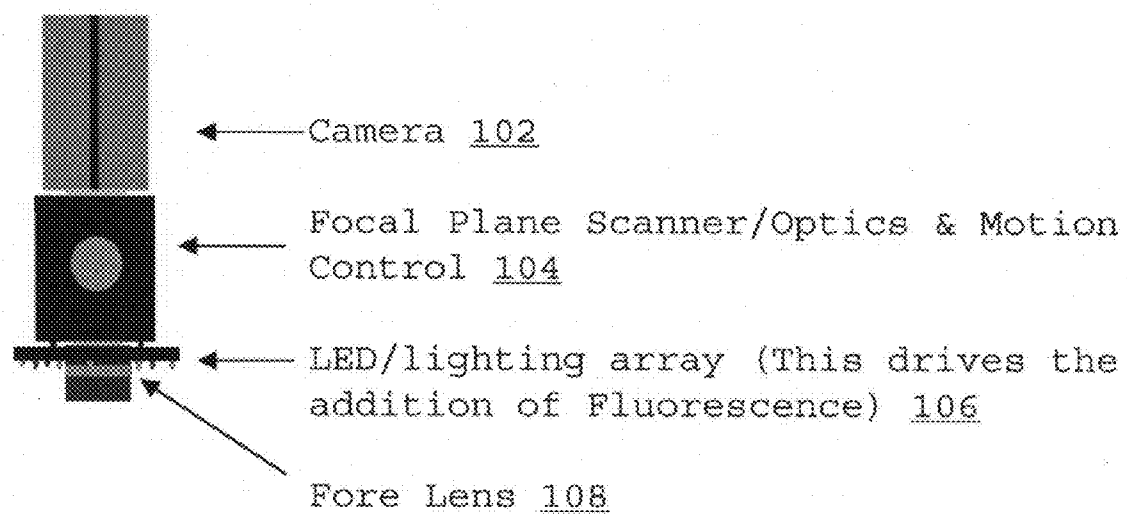 Camera 102
Focal Plane Scanner/Optics & Motion
Control 104
LED/lighting array (This drives the
addition of Fluorescence) 106
Fore Lens 108